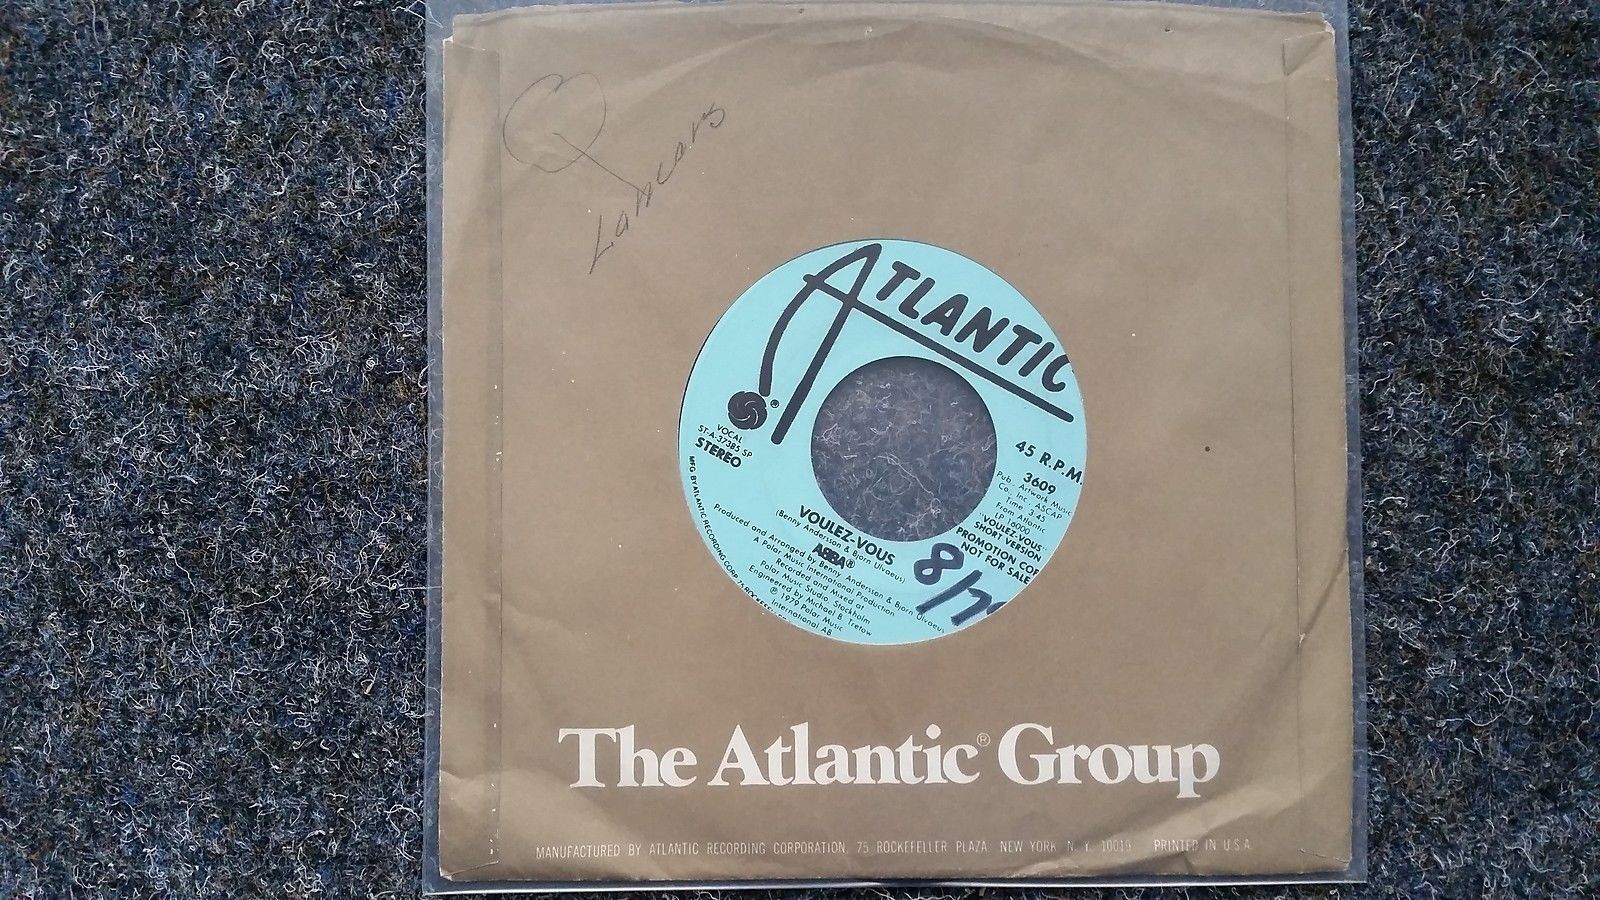 ATLANTIC
®
VOCAL
ST-A-37385 SP
STEREO
45 R.P.M.
3609
Pub. Artwork Music
Co., Inc. ASCAP
Time 3:45
From Atlantic
LP 16000
"VOULEZ-VOUS"
SHORT VERSION
PROMOTION COP
NOT FOR SALE
VOULEZ-VOUS
(Benny Andersson & Bjorn Ulvaeus)
ABBA®
8/79
Produced and Arranged by Benny Andersson & Bjorn Ulvaeus
A Polar Music International Production
Recorded and Mixed at
Polar Music Studio, Stockholm
Engineered by Michael B. Tretow
℗ 1979 Polar Music
International AB
MFG BY ATLANTIC RECORDING CORP. 75
The Atlantic® Group
MANUFACTURED BY ATLANTIC RECORDING CORPORATION, 75 ROCKEFELLER PLAZA, NEW YORK, N. Y. 10019 PRINTED IN U.S.A.